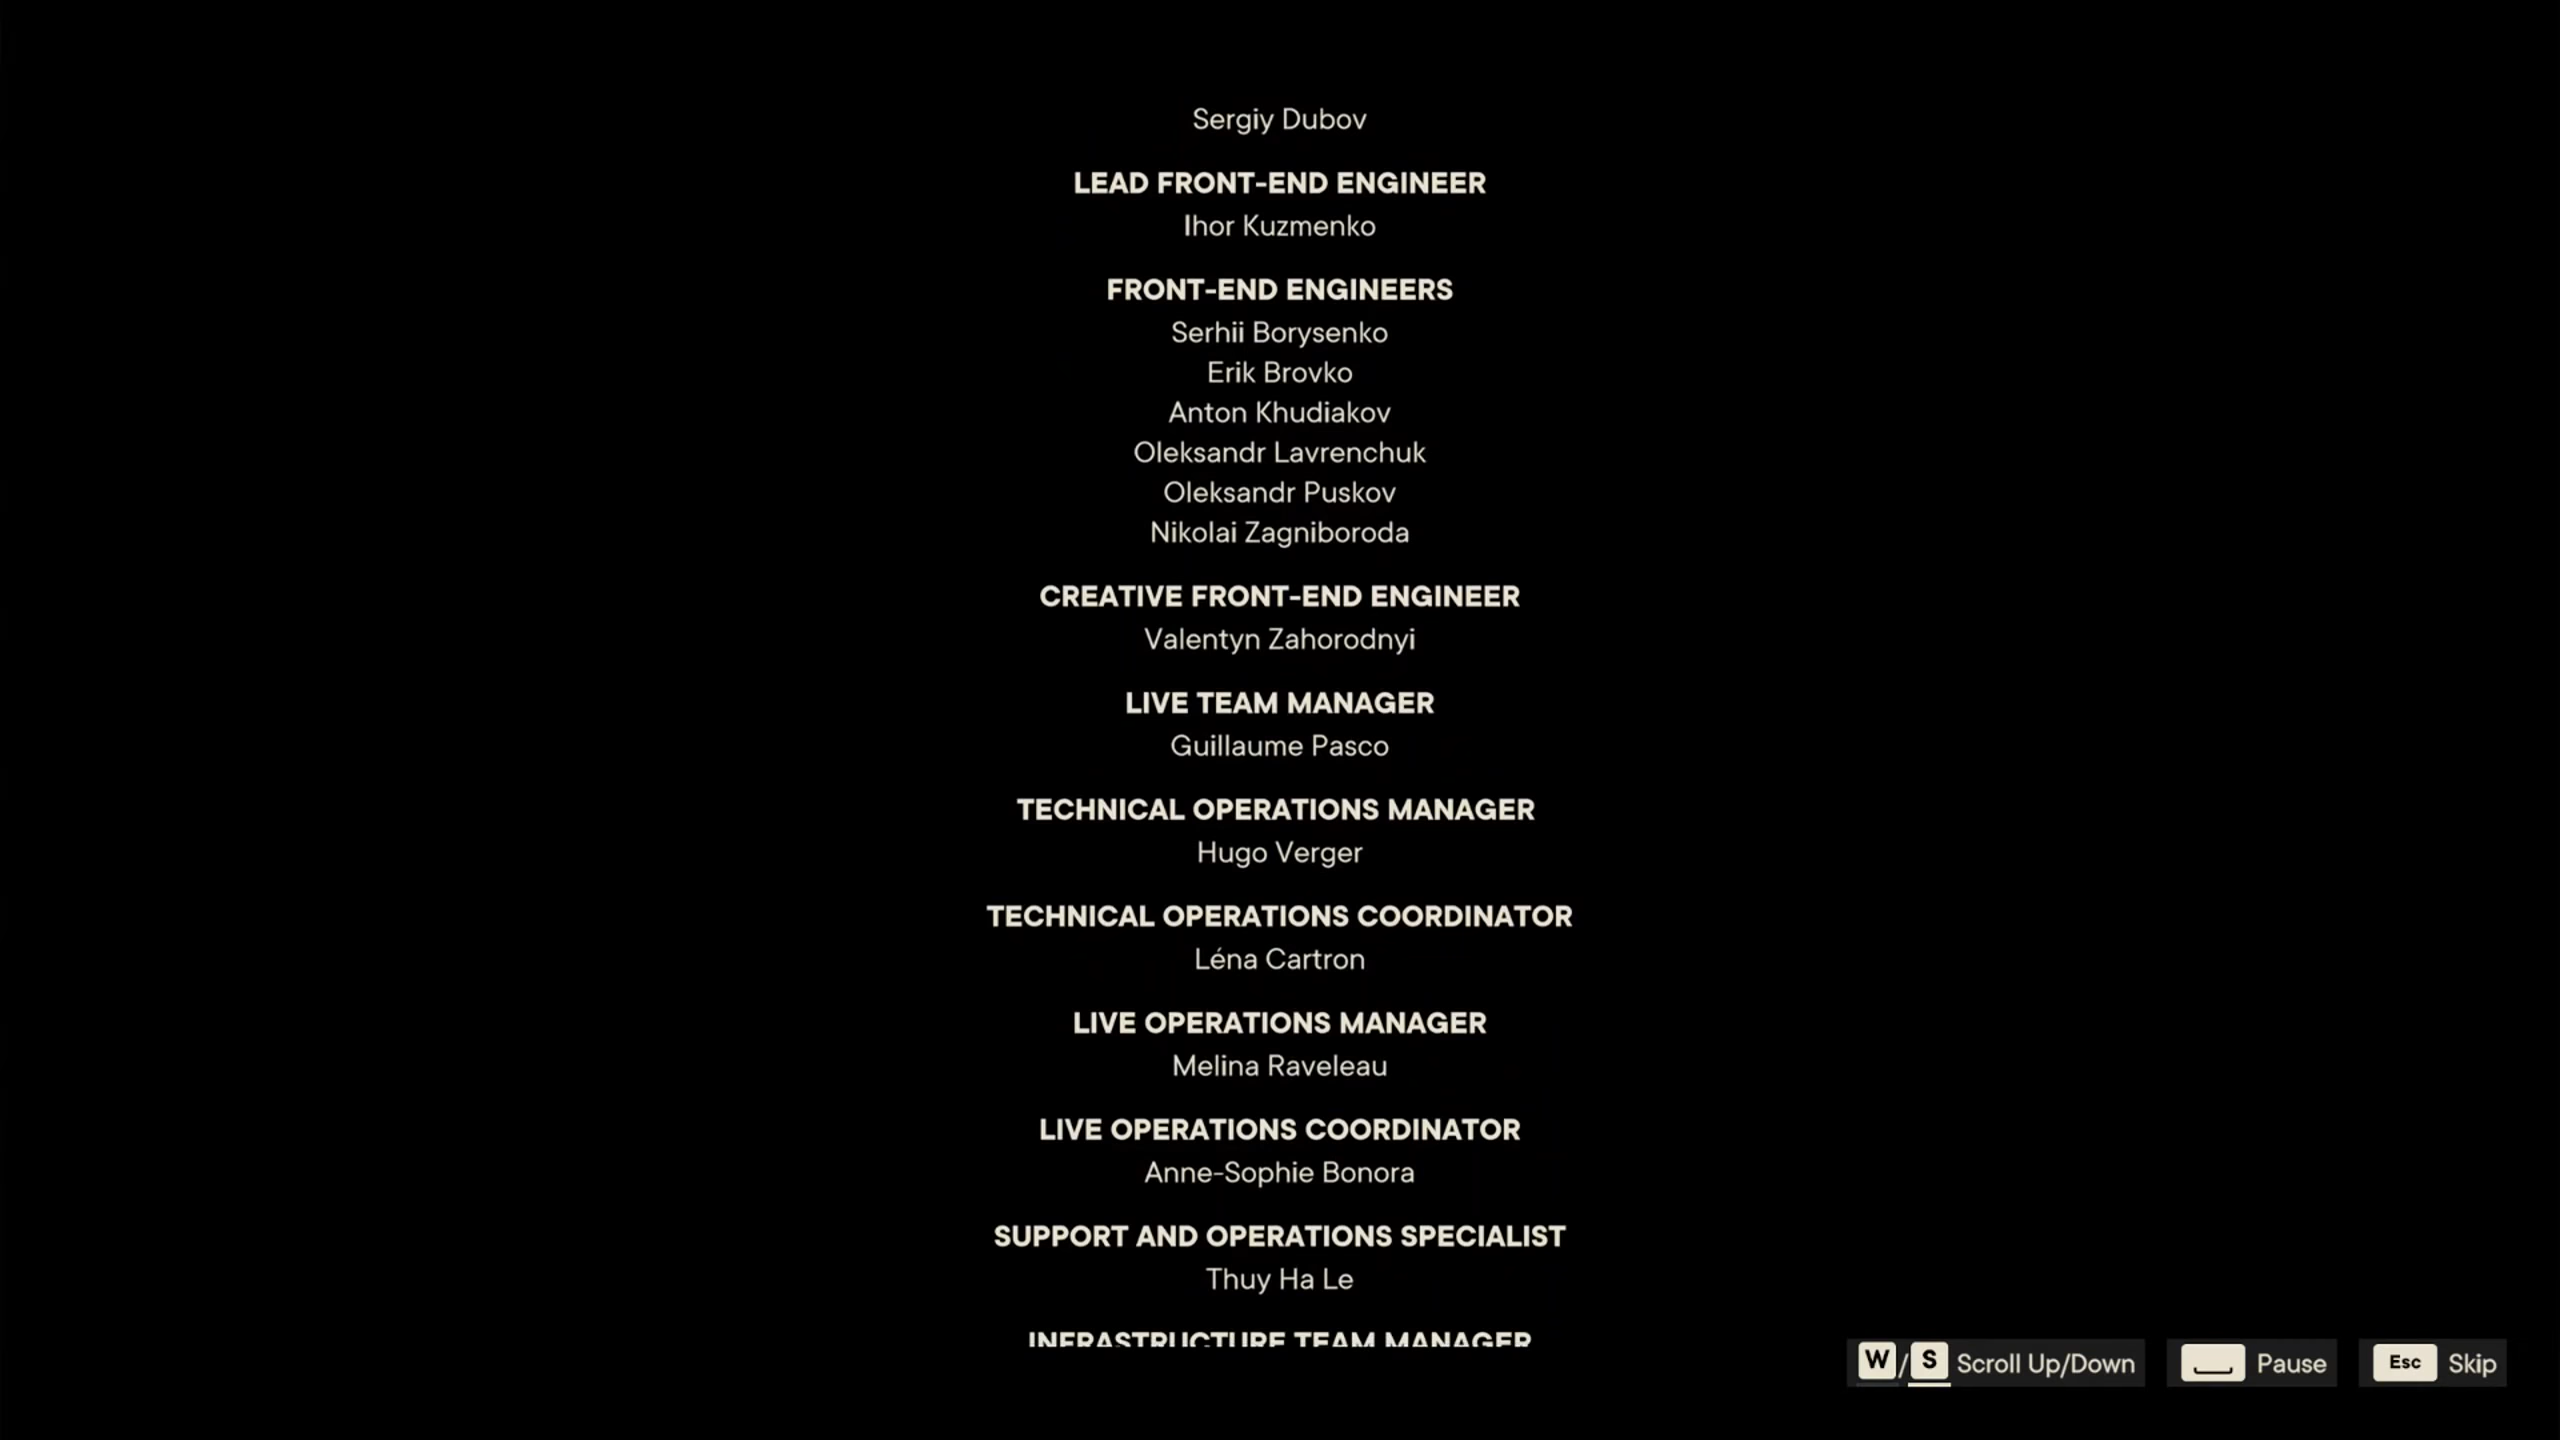 Sergiy Dubov
LEAD FRONT-END ENGINEER
Ihor Kuzmenko
FRONT-END ENGINEERS
Serhii Borysenko
Erik Brovko
Anton Khudiakov
Oleksandr Lavrenchuk
Oleksandr Puskov
Nikolai Zagniboroda
CREATIVE FRONT-END ENGINEER
Valentyn Zahorodnyi
LIVE TEAM MANAGER
Guillaume Pasco
TECHNICAL OPERATIONS MANAGER
Hugo Verger
TECHNICAL OPERATIONS COORDINATOR
Léna Cartron
LIVE OPERATIONS MANAGER
Melina Raveleau
LIVE OPERATIONS COORDINATOR
Anne-Sophie Bonora
SUPPORT AND OPERATIONS SPECIALIST
Thuy Ha Le
INFRASTRUCTURE TEAM MANAGER
W/S Scroll Up/Down Pause Esc Skip